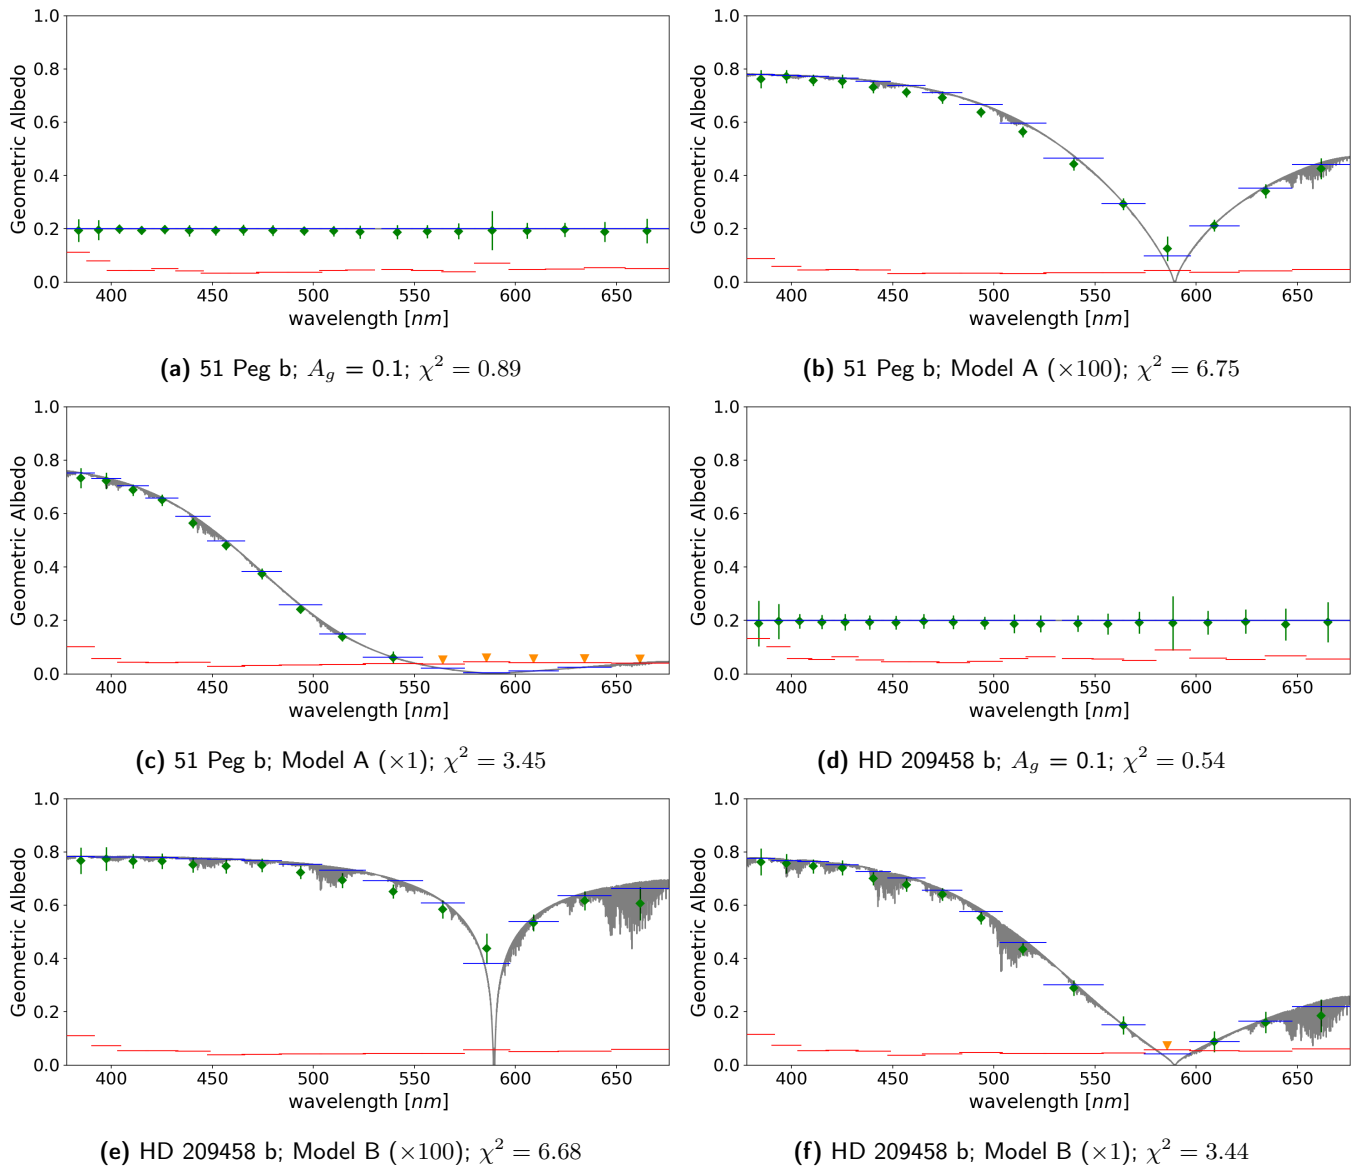 1.0
0.8
0.6
0.4
0.2
0.0
Geometric Albedo
400 450 500 550 600 650
wavelength [nm]
(a) 51 Peg b; A_g = 0.1; χ² = 0.89
1.0
0.8
0.6
0.4
0.2
0.0
Geometric Albedo
400 450 500 550 600 650
wavelength [nm]
(b) 51 Peg b; Model A (×100); χ² = 6.75
1.0
0.8
0.6
0.4
0.2
0.0
Geometric Albedo
400 450 500 550 600 650
wavelength [nm]
(c) 51 Peg b; Model A (×1); χ² = 3.45
1.0
0.8
0.6
0.4
0.2
0.0
Geometric Albedo
400 450 500 550 600 650
wavelength [nm]
(d) HD 209458 b; A_g = 0.1; χ² = 0.54
1.0
0.8
0.6
0.4
0.2
0.0
Geometric Albedo
400 450 500 550 600 650
wavelength [nm]
(e) HD 209458 b; Model B (×100); χ² = 6.68
1.0
0.8
0.6
0.4
0.2
0.0
Geometric Albedo
400 450 500 550 600 650
wavelength [nm]
(f) HD 209458 b; Model B (×1); χ² = 3.44